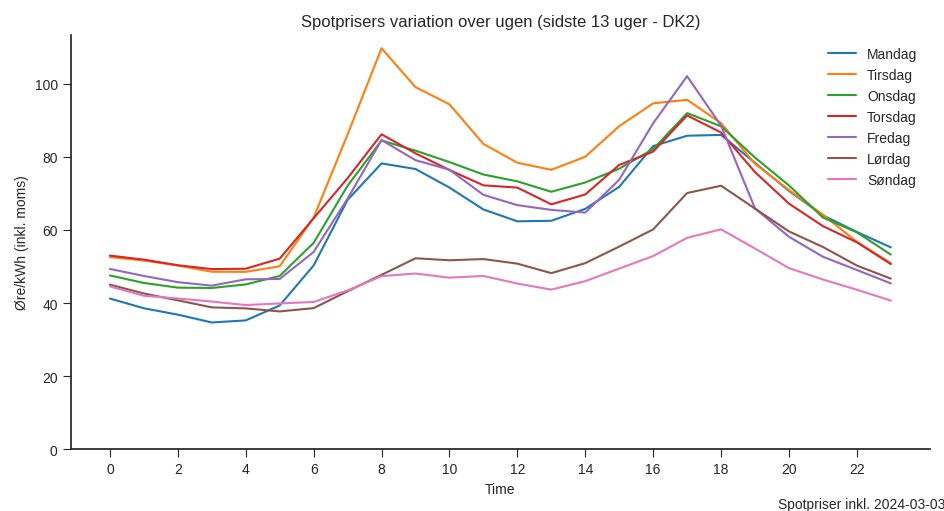 Spotprisers variation over ugen (sidste 13 uger - DK2)
Mandag
Tirsdag
Onsdag
Torsdag
Fredag
Lørdag
Søndag
Øre/kWh (inkl. moms)
100
80
60
40
20
0
0 2 4 6 8 10 12 14 16 18 20 22
Time
Spotpriser inkl. 2024-03-03